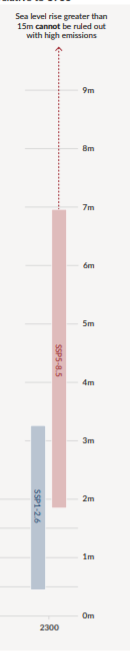 Sea level rise greater than
15m cannot be ruled out
with high emissions
9m
8m
7m
6m
5m
SSP5-8.5
4m
3m
SSP1-2.6
2m
1m
0m
2300